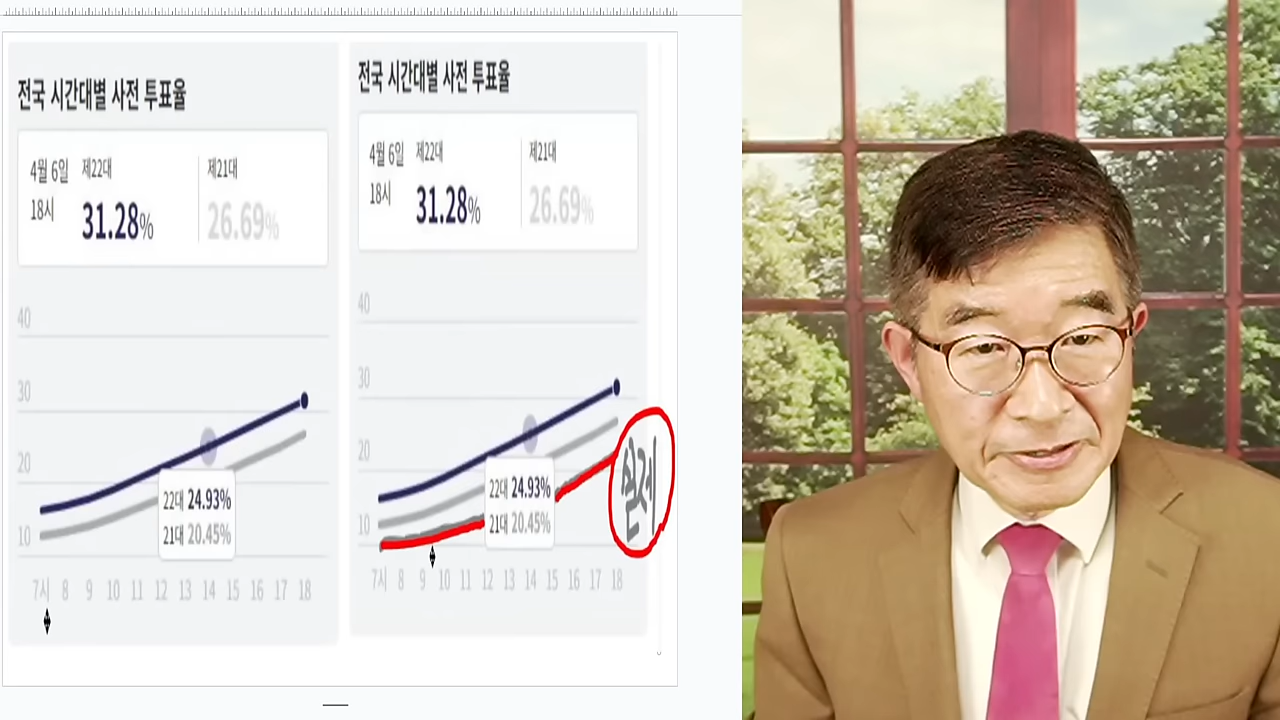 전국 시간대별 사전 투표율
4월 6일 제22대 제21대
18시 31.28% 26.69%
40
30
20
10
22대 24.93%
21대 20.45%
7시 8 9 10 11 12 13 14 15 16 17 18
전국 시간대별 사전 투표율
4월 6일 제22대 제21대
18시 31.28% 26.69%
40
30
20
10
22대 24.93%
21대 20.45%
실제
7시 8 9 10 11 12 13 14 15 16 17 18